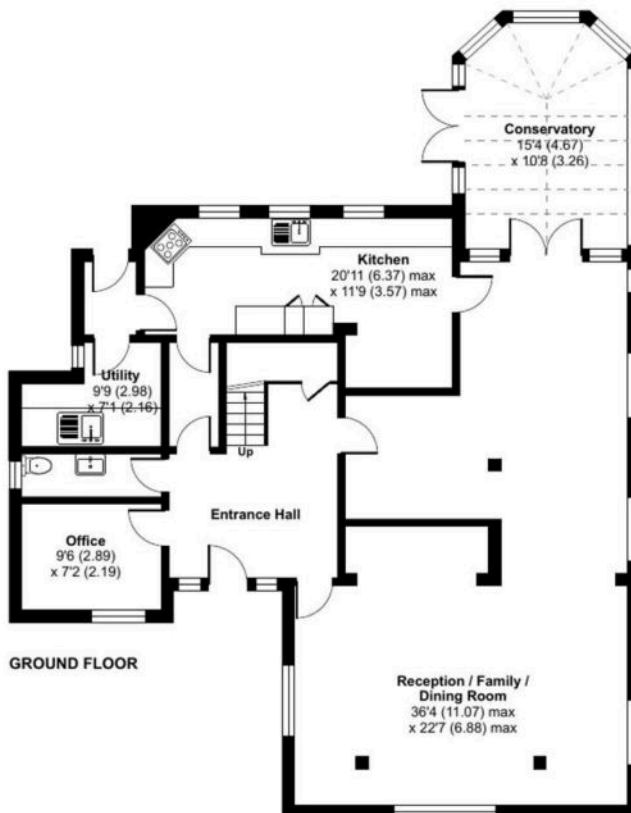 Conservatory
15'4 (4.67)
x 10'8 (3.26)
Kitchen
20'11 (6.37) max
x 11'9 (3.57) max
Utility
9'9 (2.98)
x 7'1 (2.16)
Up
Entrance Hall
Office
9'6 (2.89)
x 7'2 (2.19)
GROUND FLOOR
Reception / Family /
Dining Room
36'4 (11.07) max
x 22'7 (6.88) max